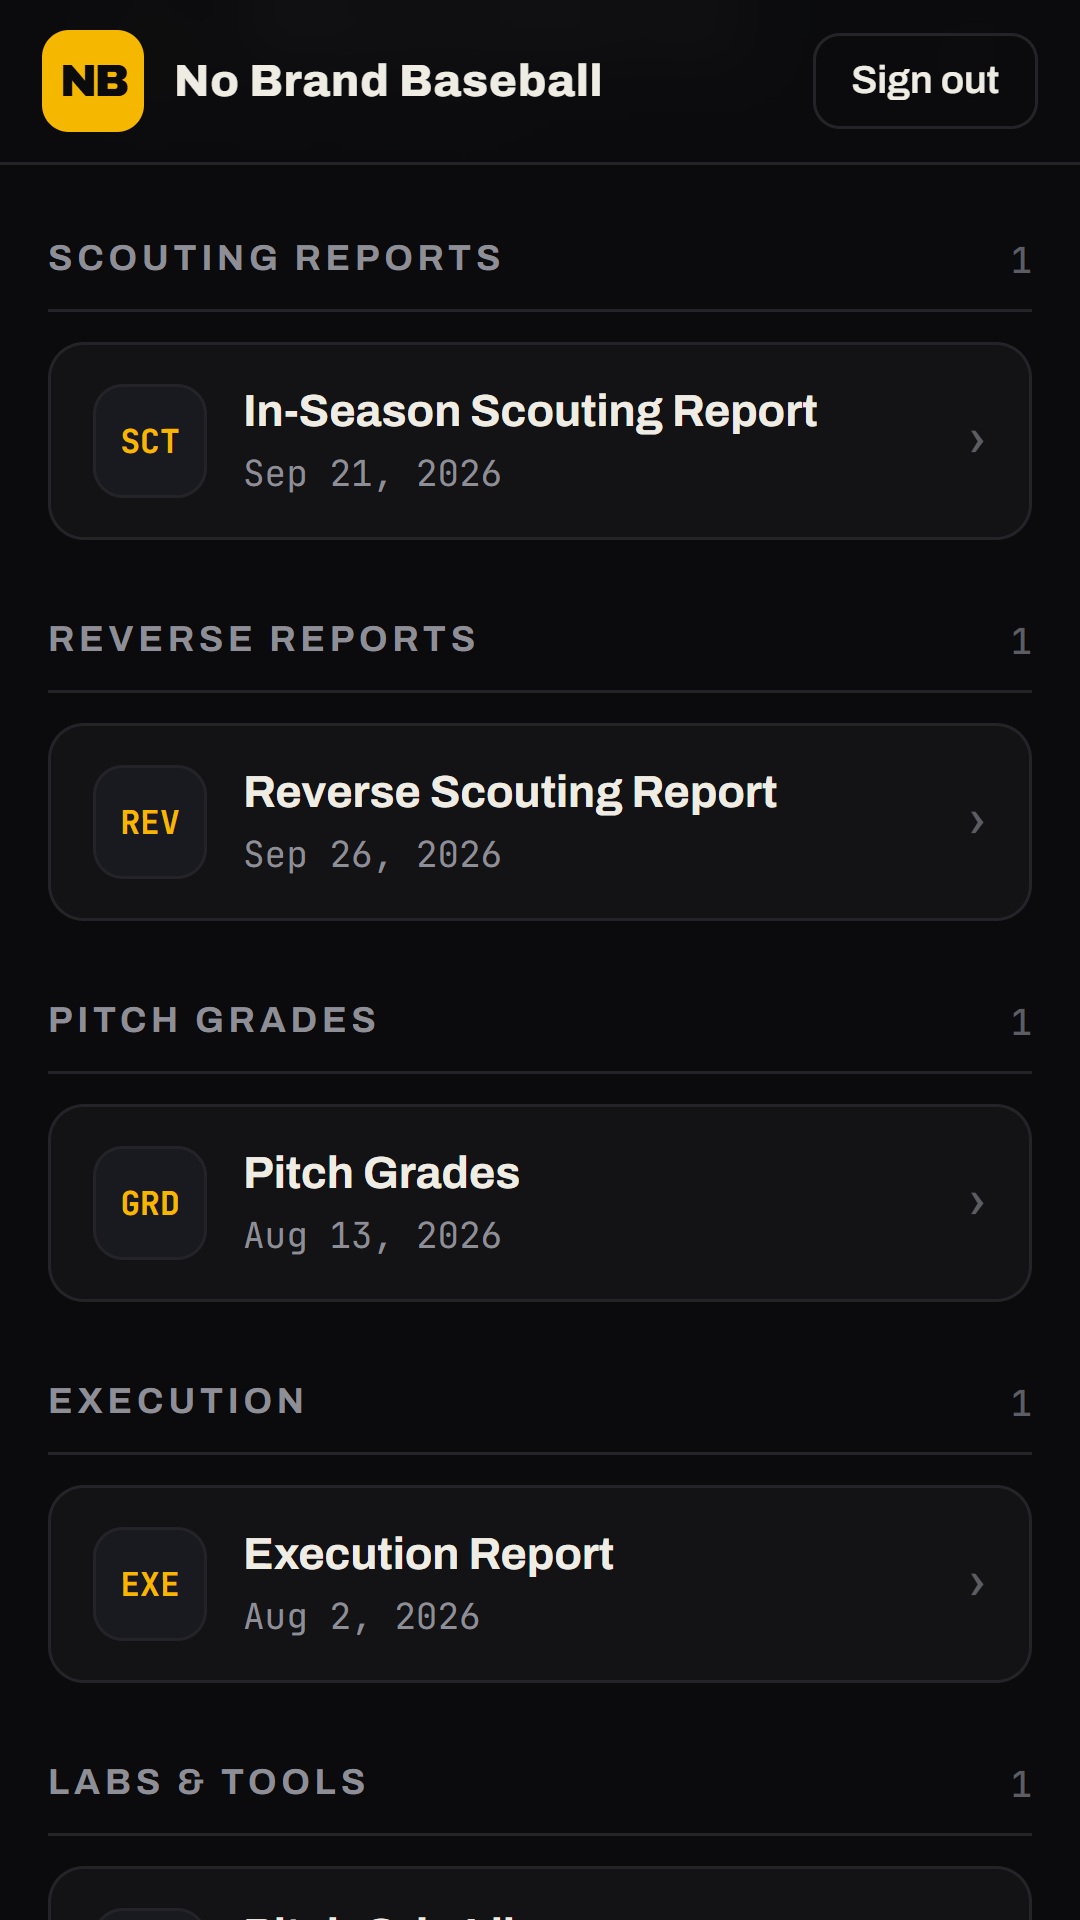 NB No Brand Baseball Sign out
SCOUTING REPORTS 1
SCT In-Season Scouting Report ›
Sep 21, 2026
REVERSE REPORTS 1
REV Reverse Scouting Report ›
Sep 26, 2026
PITCH GRADES 1
GRD Pitch Grades ›
Aug 13, 2026
EXECUTION 1
EXE Execution Report ›
Aug 2, 2026
LABS & TOOLS 1